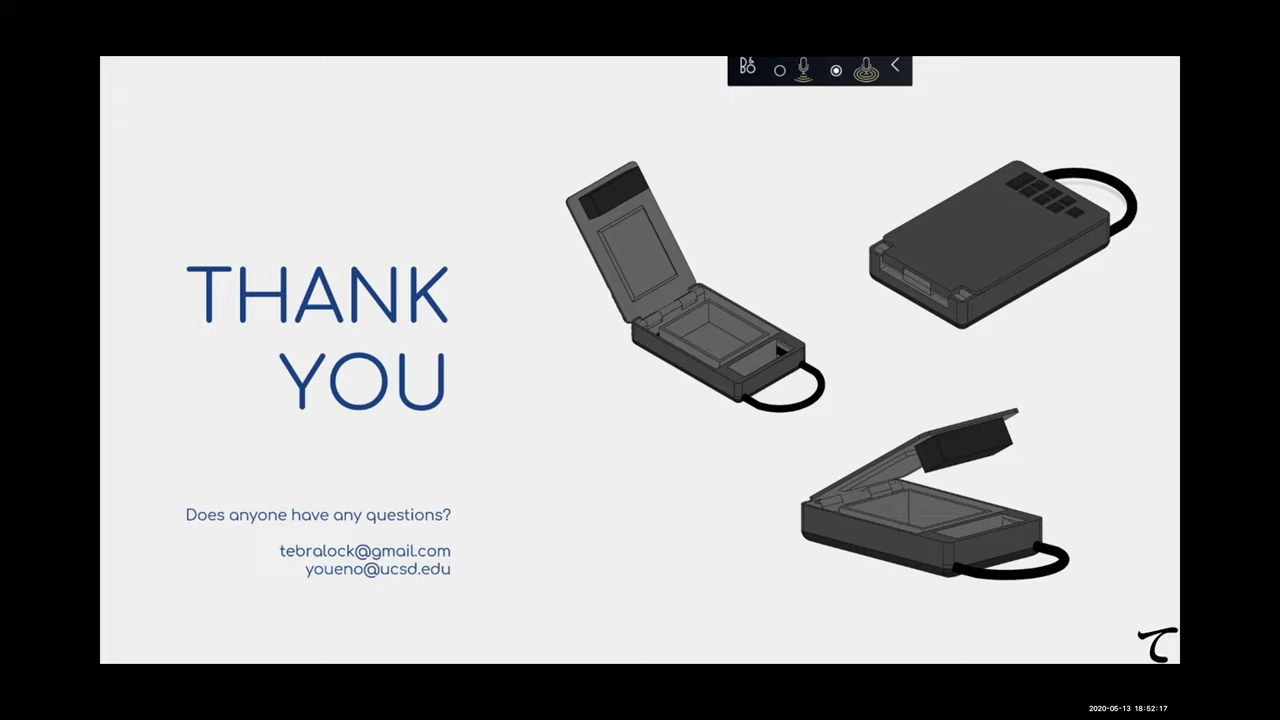 THANK
YOU
Does anyone have any questions?
tebralock@gmail.com
youeno@ucsd.edu
2020-05-13 18:52:17